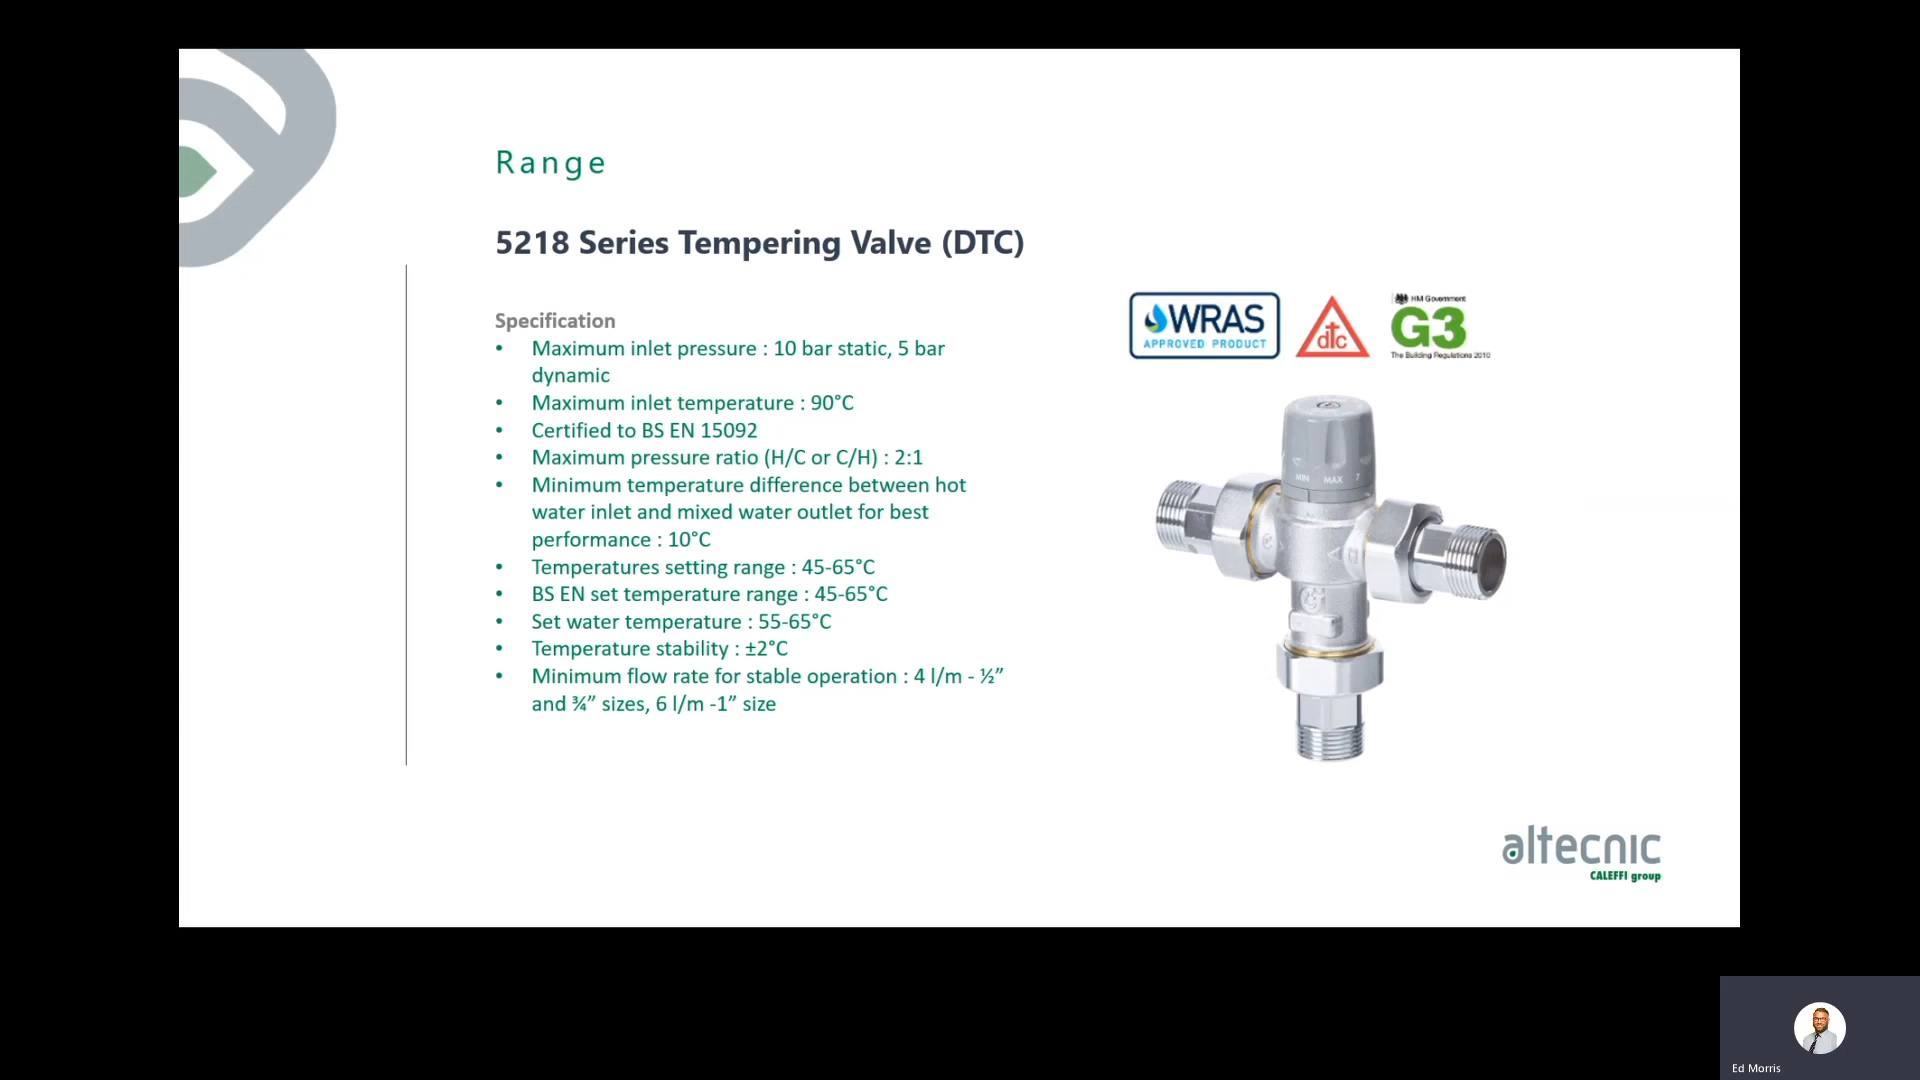 Range
5218 Series Tempering Valve (DTC)
WRAS
APPROVED PRODUCT
dtc
HM Government
G3
The Building Regulations 2010
Specification
• Maximum inlet pressure : 10 bar static, 5 bar
dynamic
• Maximum inlet temperature : 90°C
• Certified to BS EN 15092
• Maximum pressure ratio (H/C or C/H) : 2:1
• Minimum temperature difference between hot
water inlet and mixed water outlet for best
performance : 10°C
• Temperatures setting range : 45-65°C
• BS EN set temperature range : 45-65°C
• Set water temperature : 55-65°C
• Temperature stability : ±2°C
• Minimum flow rate for stable operation : 4 l/m - ½”
and ¾” sizes, 6 l/m -1” size
MIN MAX 7
altecnic
CALEFFI group
Ed Morris